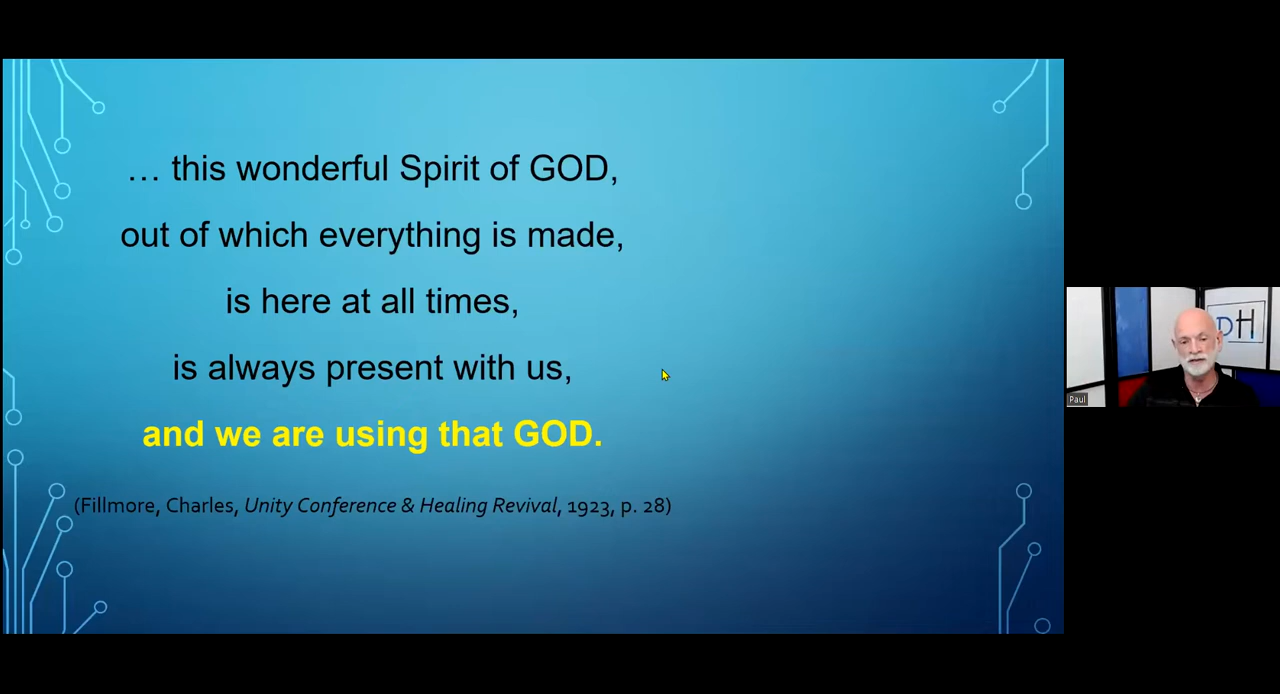 … this wonderful Spirit of GOD,
out of which everything is made,
is here at all times,
is always present with us,
and we are using that GOD.
(Fillmore, Charles, Unity Conference & Healing Revival, 1923, p. 28)
DH
Paul